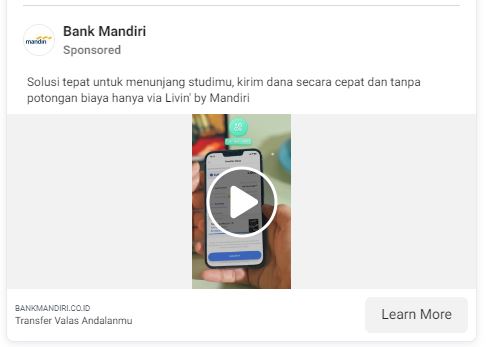 Bank Mandiri
mandiri
Sponsored
Solusi tepat untuk menunjang studimu, kirim dana secara cepat dan tanpa
potongan biaya hanya via Livin' by Mandiri
BANKMANDIRI.CO.ID
Transfer Valas Andalanmu
Learn More